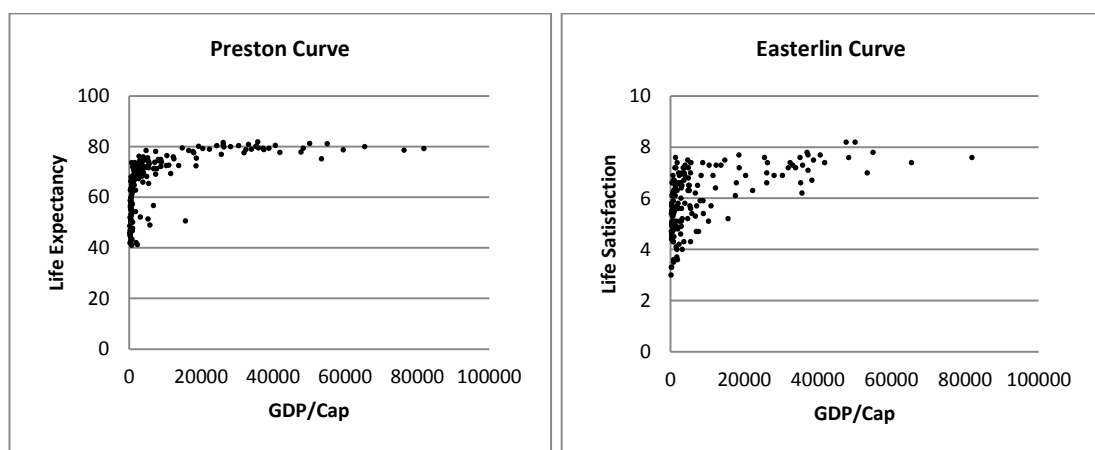 Preston Curve
Life Expectancy
100
80
60
40
20
0
0 20000 40000 60000 80000 100000
GDP/Cap
Easterlin Curve
Life Satisfaction
10
8
6
4
2
0
0 20000 40000 60000 80000 100000
GDP/Cap